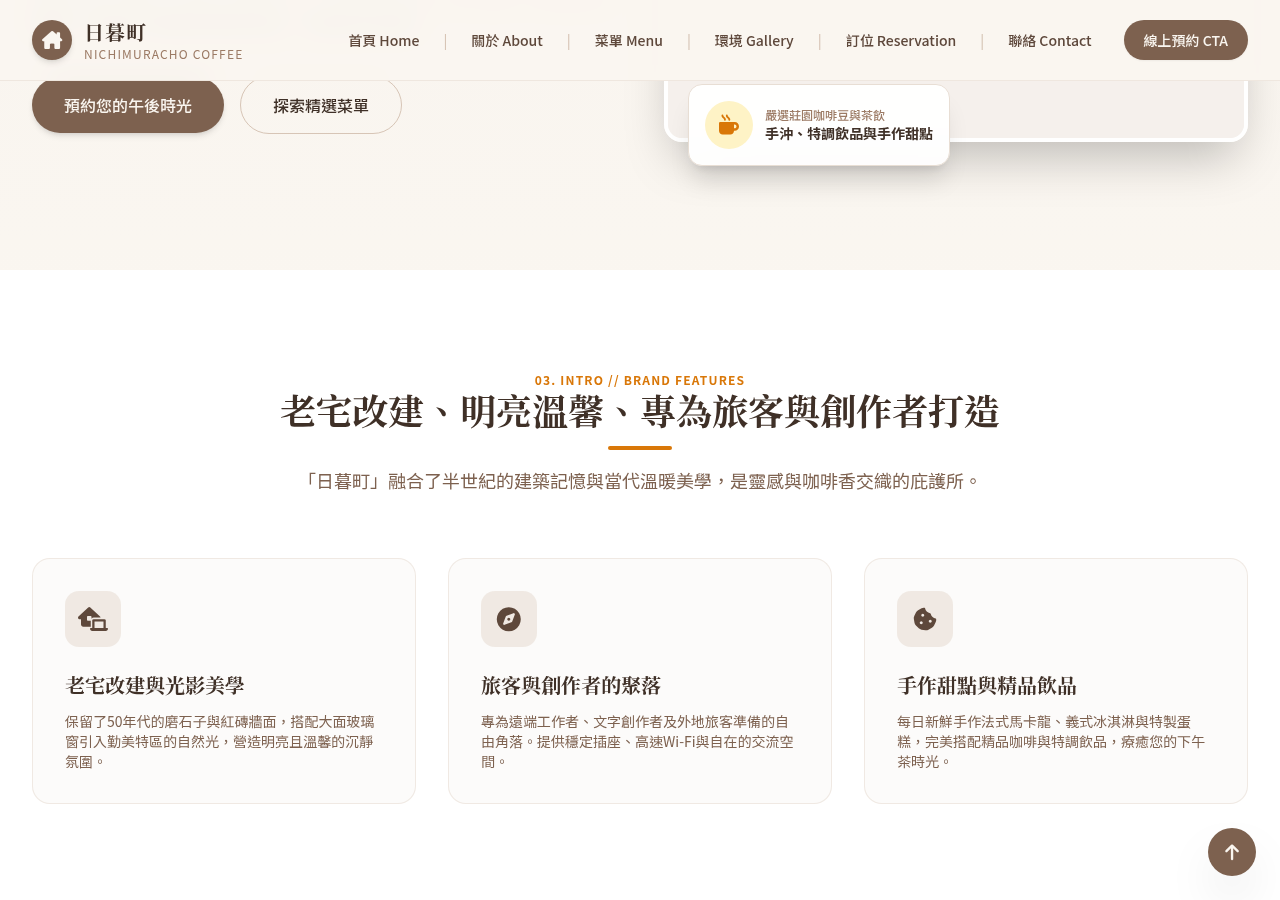 日暮町
NICHIMURACHO COFFEE
首頁 Home | 關於 About | 菜單 Menu | 環境 Gallery | 訂位 Reservation | 聯絡 Contact
線上預約 CTA
預約您的午後時光
探索精選菜單
嚴選莊園咖啡豆與茶飲
手沖、特調飲品與手作甜點
03. INTRO // BRAND FEATURES
老宅改建、明亮溫馨、專為旅客與創作者打造
「日暮町」融合了半世紀的建築記憶與當代溫暖美學，是靈感與咖啡香交織的庇護所。
老宅改建與光影美學
保留了50年代的磨石子與紅磚牆面，搭配大面玻璃
窗引入勤美特區的自然光，營造明亮且溫馨的沉靜
氛圍。
旅客與創作者的聚落
專為遠端工作者、文字創作者及外地旅客準備的自
由角落。提供穩定插座、高速Wi-Fi與自在的交流空
間。
手作甜點與精品飲品
每日新鮮手作法式馬卡龍、義式冰淇淋與特製蛋
糕，完美搭配精品咖啡與特調飲品，療癒您的下午
茶時光。